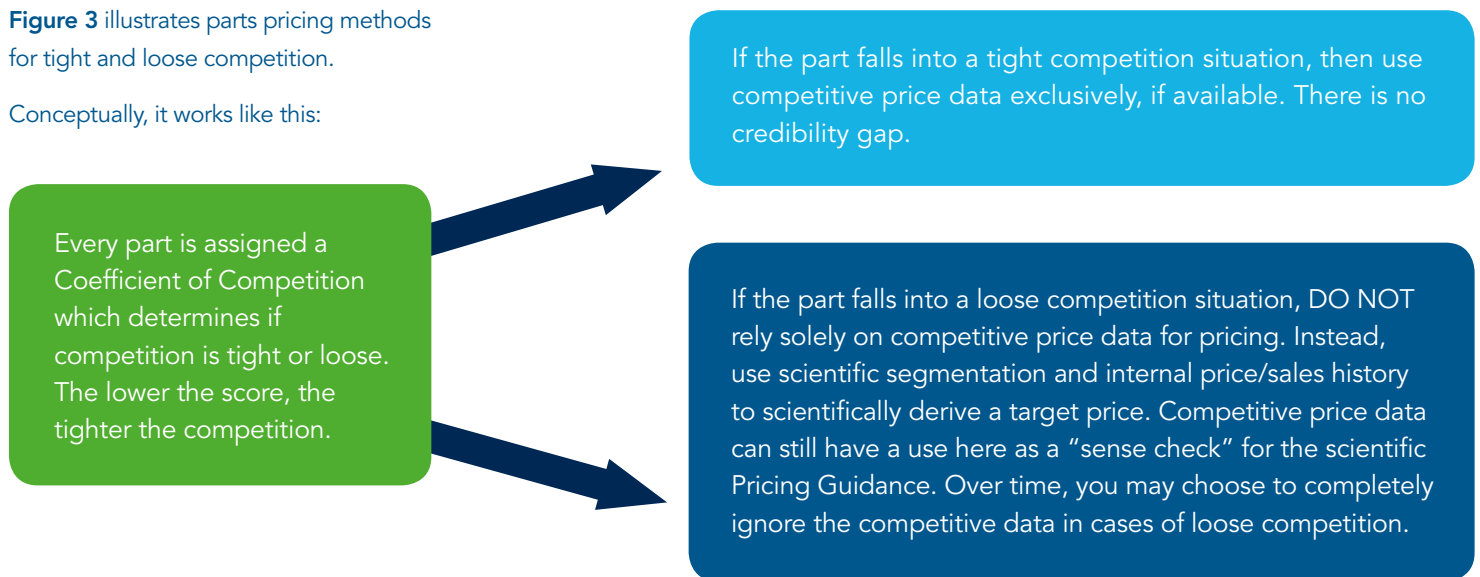 Figure 3 illustrates parts pricing methods
for tight and loose competition.
Conceptually, it works like this:
Every part is assigned a
Coefficient of Competition
which determines if
competition is tight or loose.
The lower the score, the
tighter the competition.
If the part falls into a tight competition situation, then use
competitive price data exclusively, if available. There is no
credibility gap.
If the part falls into a loose competition situation, DO NOT
rely solely on competitive price data for pricing. Instead,
use scientific segmentation and internal price/sales history
to scientifically derive a target price. Competitive price data
can still have a use here as a “sense check” for the scientific
Pricing Guidance. Over time, you may choose to completely
ignore the competitive data in cases of loose competition.